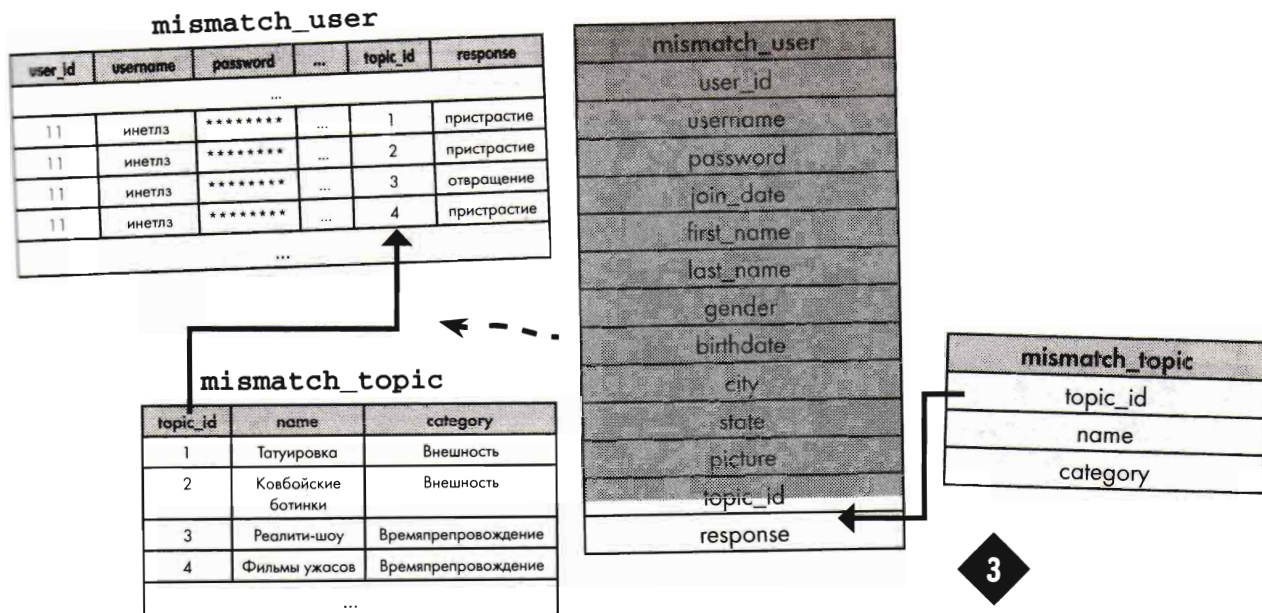 mismatch_user
user_id username password ... topic_id response
...
11 инетлз ******** ... 1 пристрастие
11 инетлз ******** ... 2 пристрастие
11 инетлз ******** ... 3 отвращение
11 инетлз ******** ... 4 пристрастие
...
mismatch_topic
topic_id name category
1 Татуировка Внешность
2 Ковбойские Внешность
ботинки
3 Реалити-шоу Времяпрепровождение
4 Фильмы ужасов Времяпрепровождение
...
mismatch_user
user_id
username
password
join_date
first_name
last_name
gender
birthdate
city
state
picture
topic_id
response
mismatch_topic
topic_id
name
category
3